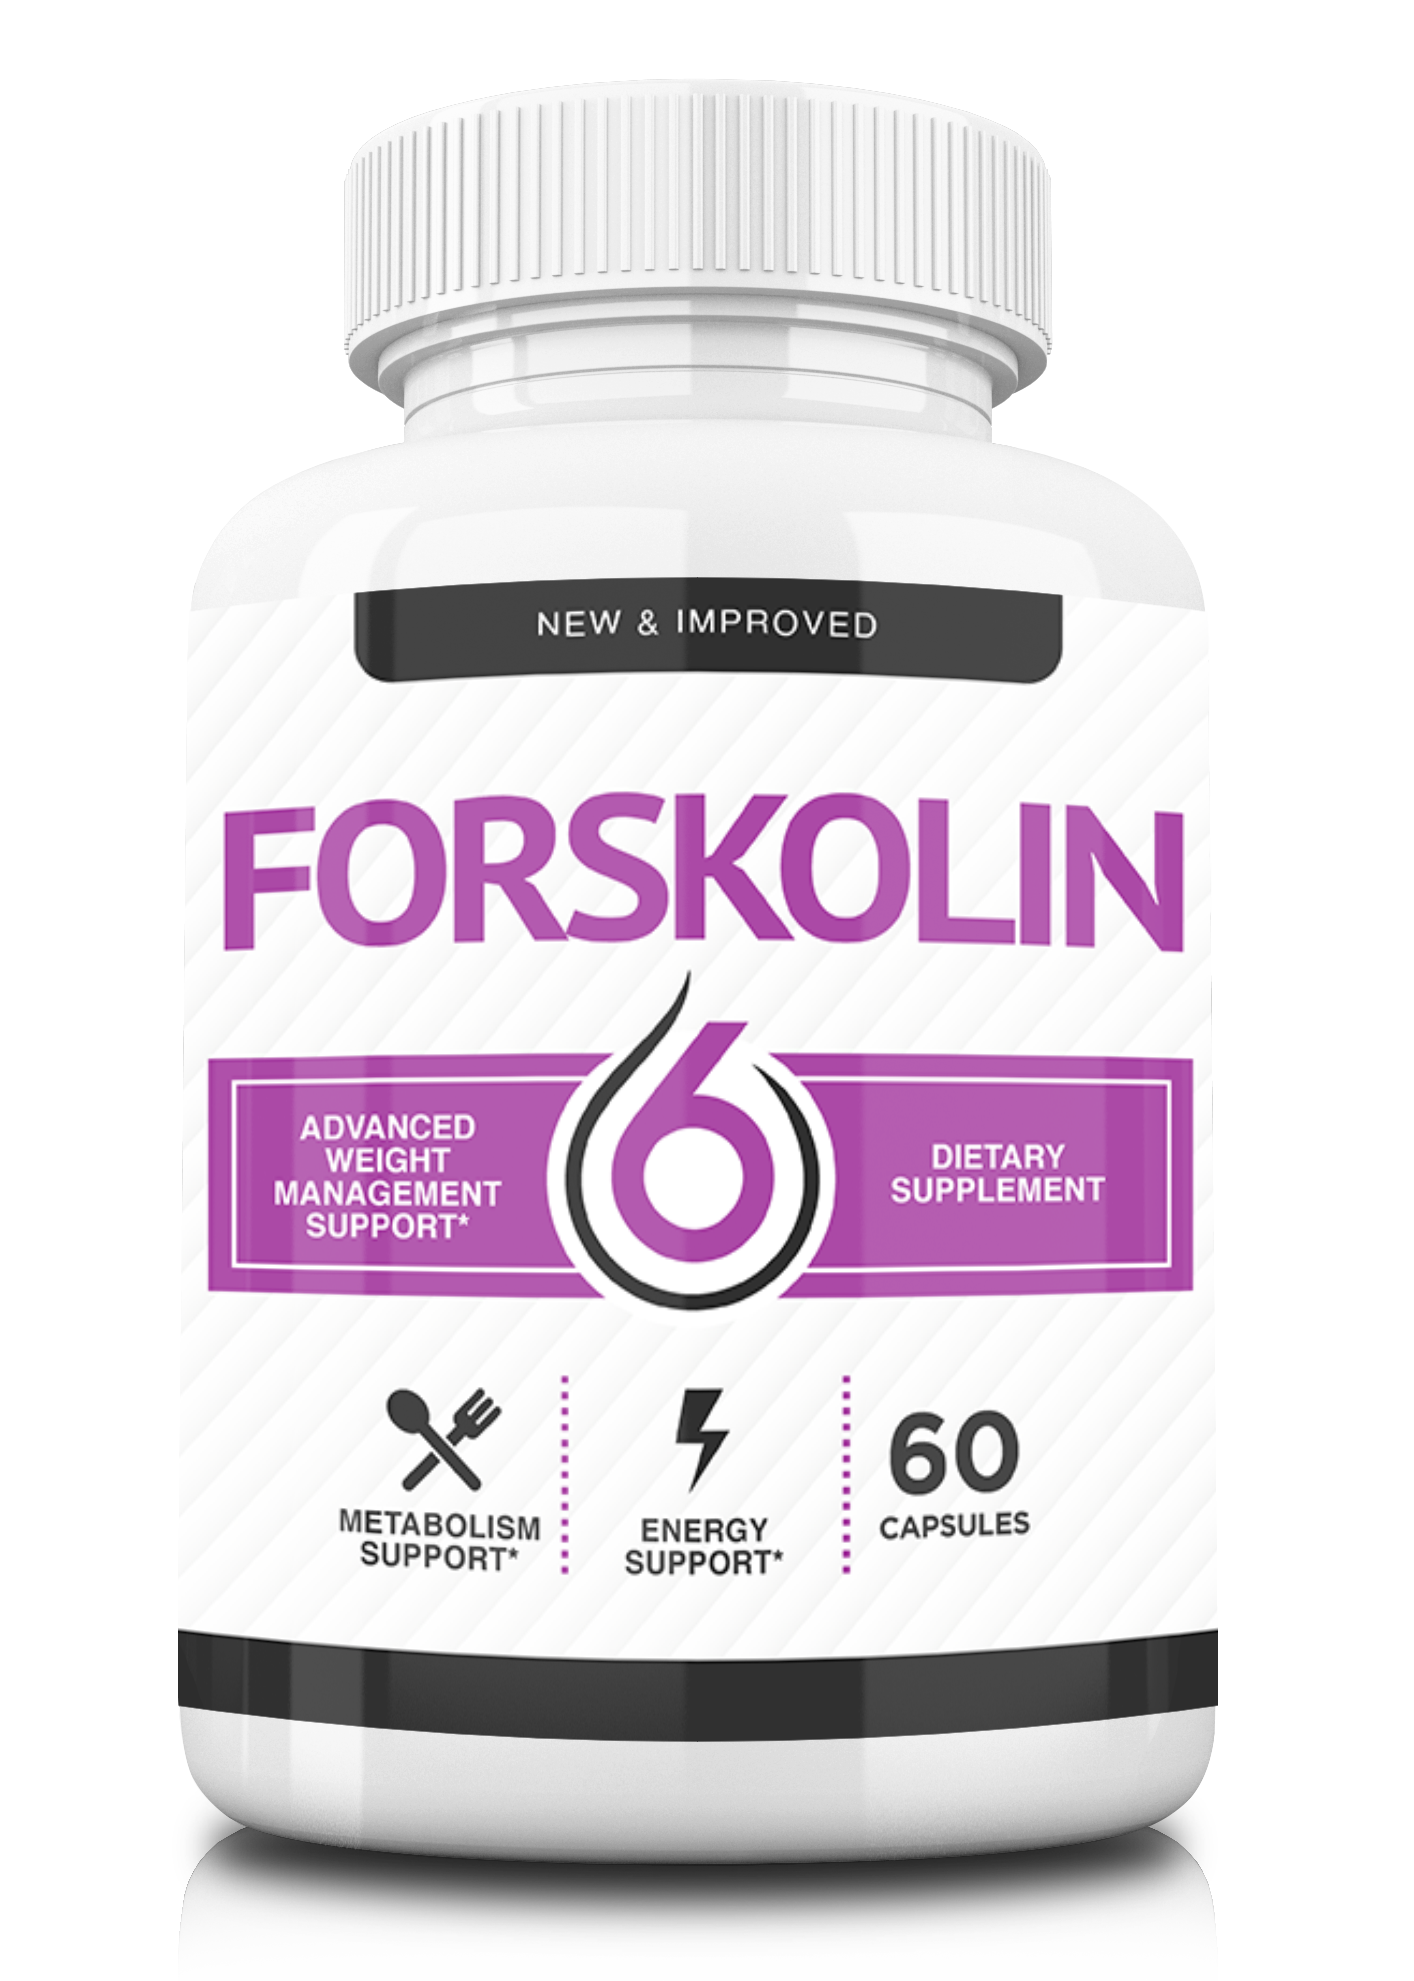 NEW & IMPROVED
FORSKOLIN
6
ADVANCED
WEIGHT
MANAGEMENT
SUPPORT*
DIETARY
SUPPLEMENT
METABOLISM
SUPPORT*
ENERGY
SUPPORT*
60
CAPSULES